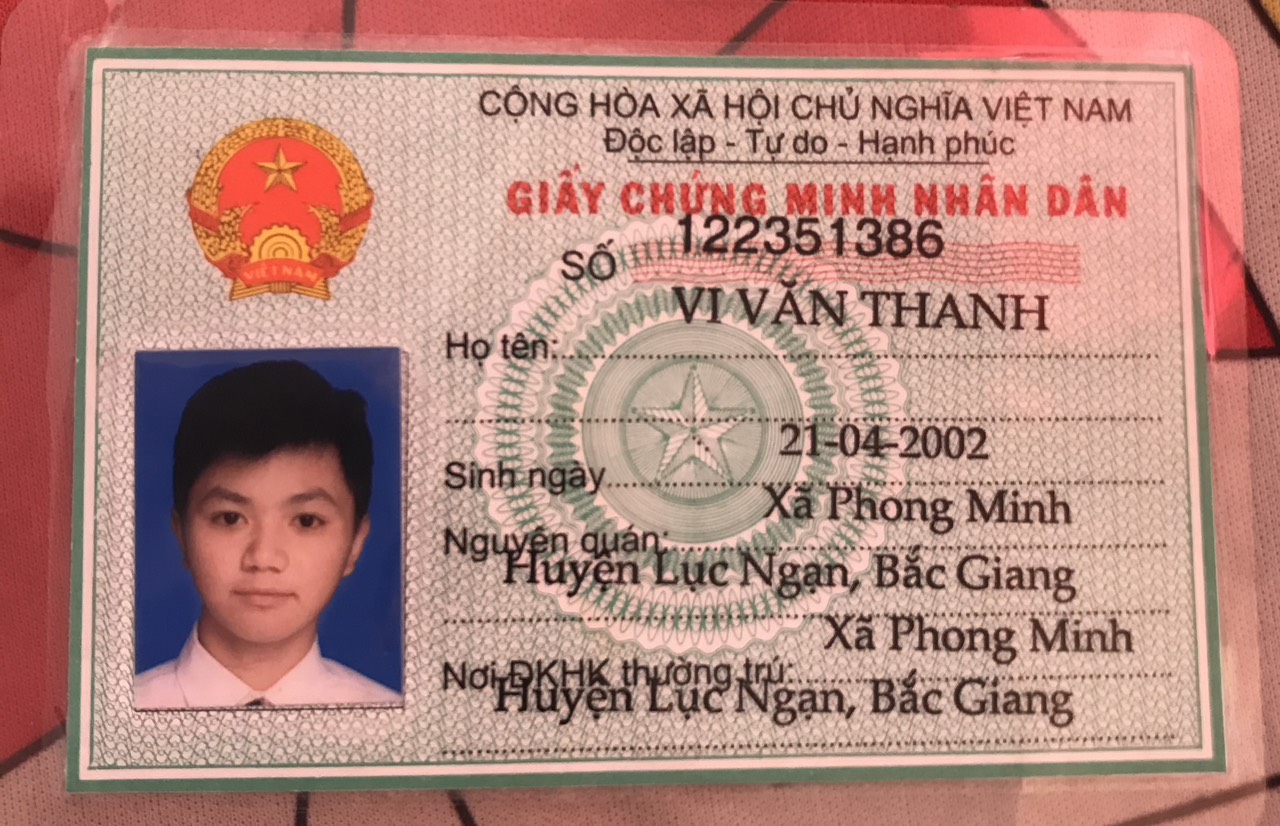 CỘNG HÒA XÃ HỘI CHỦ NGHĨA VIỆT NAM
Độc lập - Tự do - Hạnh phúc
GIẤY CHỨNG MINH NHÂN DÂN
SỐ 122351386
VIỆT NAM
Họ tên: VI VĂN THANH
Sinh ngày 21-04-2002
Nguyên quán: Xã Phong Minh
Huyện Lục Ngạn, Bắc Giang
Nơi ĐKHK thường trú: Xã Phong Minh
Huyện Lục Ngạn, Bắc Giang